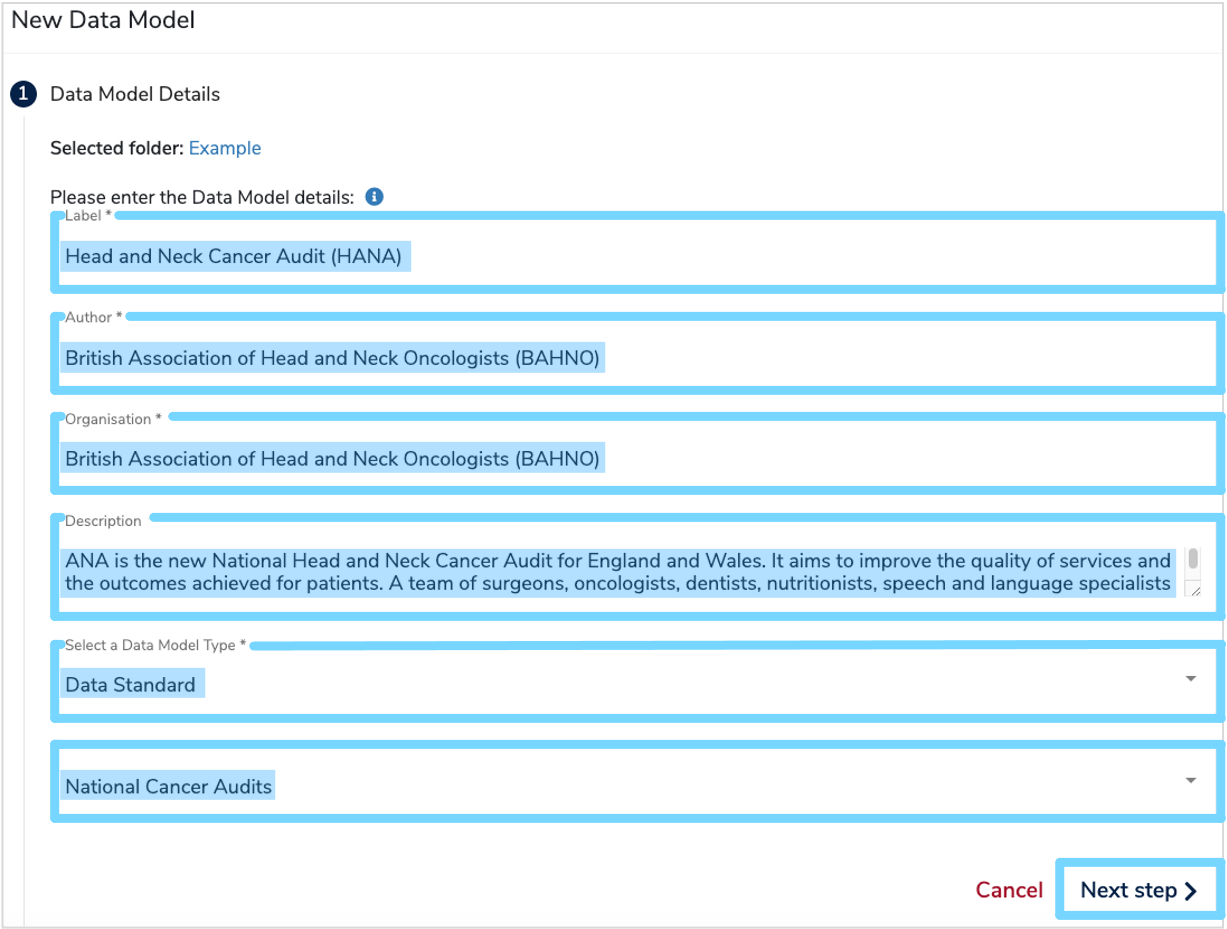 New Data Model
1 Data Model Details
Selected folder: Example
Please enter the Data Model details: i
Label *
Head and Neck Cancer Audit (HANA)
Author *
British Association of Head and Neck Oncologists (BAHNO)
Organisation *
British Association of Head and Neck Oncologists (BAHNO)
Description
ANA is the new National Head and Neck Cancer Audit for England and Wales. It aims to improve the quality of services and
the outcomes achieved for patients. A team of surgeons, oncologists, dentists, nutritionists, speech and language specialists
Select a Data Model Type *
Data Standard
National Cancer Audits
Cancel Next step